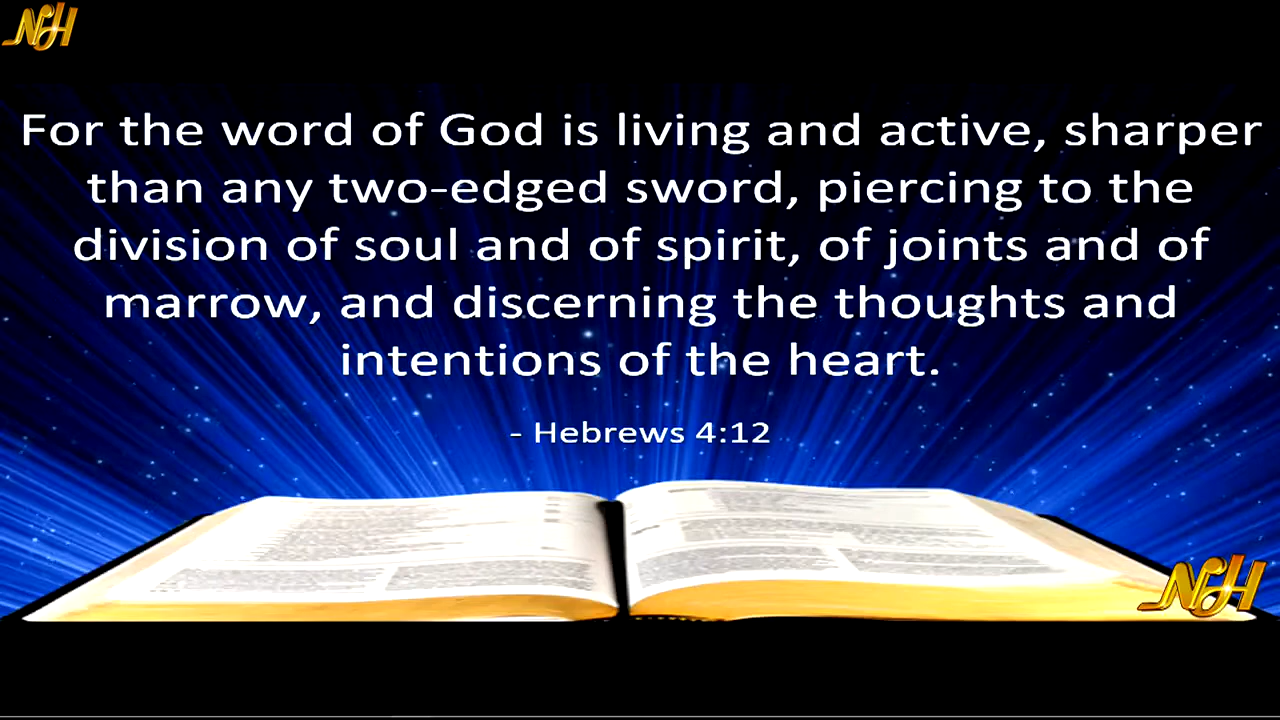 NH
For the word of God is living and active, sharper
than any two-edged sword, piercing to the
division of soul and of spirit, of joints and of
marrow, and discerning the thoughts and
intentions of the heart.
- Hebrews 4:12
NH